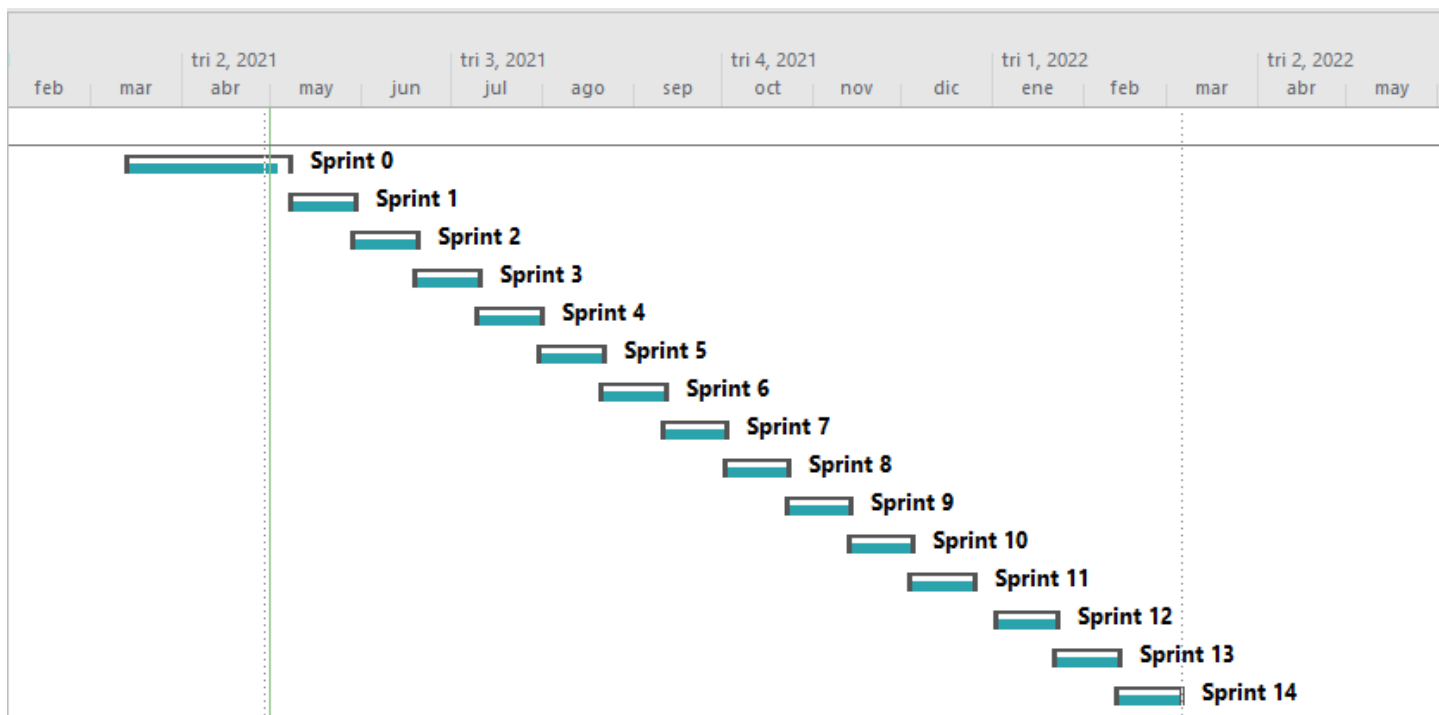 tri 2, 2021 tri 3, 2021 tri 4, 2021 tri 1, 2022 tri 2, 2022
feb mar abr may jun jul ago sep oct nov dic ene feb mar abr may
Sprint 0
Sprint 1
Sprint 2
Sprint 3
Sprint 4
Sprint 5
Sprint 6
Sprint 7
Sprint 8
Sprint 9
Sprint 10
Sprint 11
Sprint 12
Sprint 13
Sprint 14